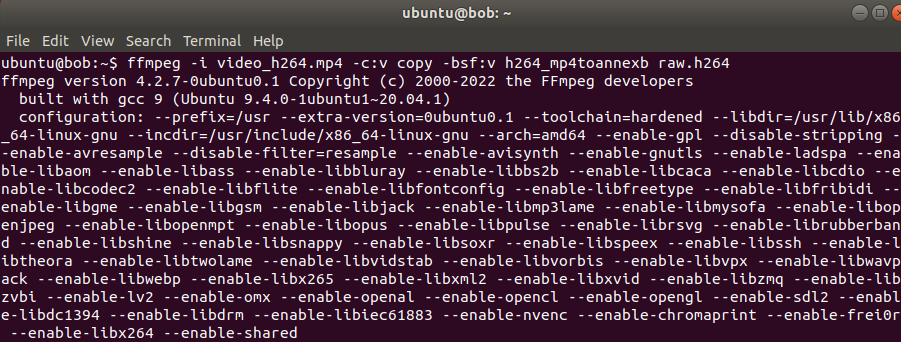 ubuntu@bob: ~
File Edit View Search Terminal Help
ubuntu@bob:~$ ffmpeg -i video_h264.mp4 -c:v copy -bsf:v h264_mp4toannexb raw.h264
ffmpeg version 4.2.7-0ubuntu0.1 Copyright (c) 2000-2022 the FFmpeg developers
  built with gcc 9 (Ubuntu 9.4.0-1ubuntu1~20.04.1)
  configuration: --prefix=/usr --extra-version=0ubuntu0.1 --toolchain=hardened --libdir=/usr/lib/x86
_64-linux-gnu --incdir=/usr/include/x86_64-linux-gnu --arch=amd64 --enable-gpl --disable-stripping -
-enable-avresample --disable-filter=resample --enable-avisynth --enable-gnutls --enable-ladspa --ena
ble-libaom --enable-libass --enable-libbluray --enable-libbs2b --enable-libcaca --enable-libcdio --e
nable-libcodec2 --enable-libflite --enable-libfontconfig --enable-libfreetype --enable-libfribidi --
enable-libgme --enable-libgsm --enable-libjack --enable-libmp3lame --enable-libmysofa --enable-libop
enjpeg --enable-libopenmpt --enable-libopus --enable-libpulse --enable-librsvg --enable-librubberban
d --enable-libshine --enable-libsnappy --enable-libsoxr --enable-libspeex --enable-libssh --enable-l
ibtheora --enable-libtwolame --enable-libvidstab --enable-libvorbis --enable-libvpx --enable-libwavp
ack --enable-libwebp --enable-libx265 --enable-libxml2 --enable-libxvid --enable-libzmq --enable-lib
zvbi --enable-lv2 --enable-omx --enable-openal --enable-opencl --enable-opengl --enable-sdl2 --enabl
e-libdc1394 --enable-libdrm --enable-libiec61883 --enable-nvenc --enable-chromaprint --enable-frei0r
 --enable-libx264 --enable-shared